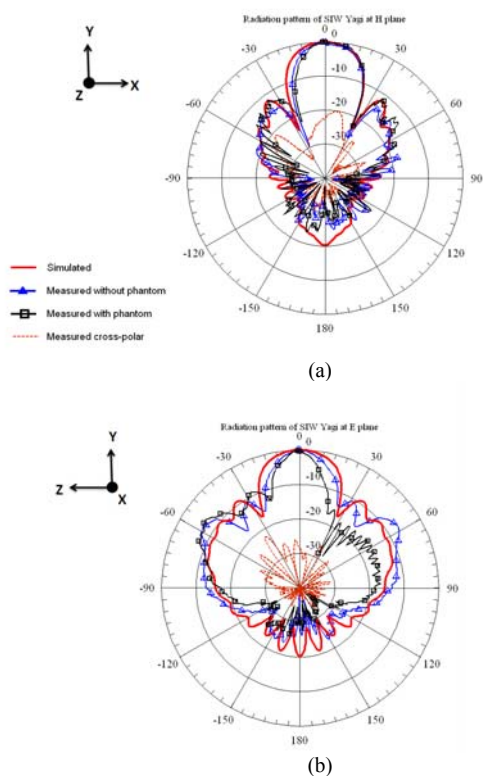 Radiation pattern of SIW Yagi at H plane
Y
X
Z
0
0
-30
30
-10
-20
-30
-60
60
-90
90
-120
120
-150
150
180
Simulated
Measured without phantom
Measured with phantom
Measured cross-polar
(a)
Radiation pattern of SIW Yagi at E plane
Y
Z
X
0
0
-30
30
-10
-20
-30
-60
60
-90
90
-120
120
-150
150
180
(b)